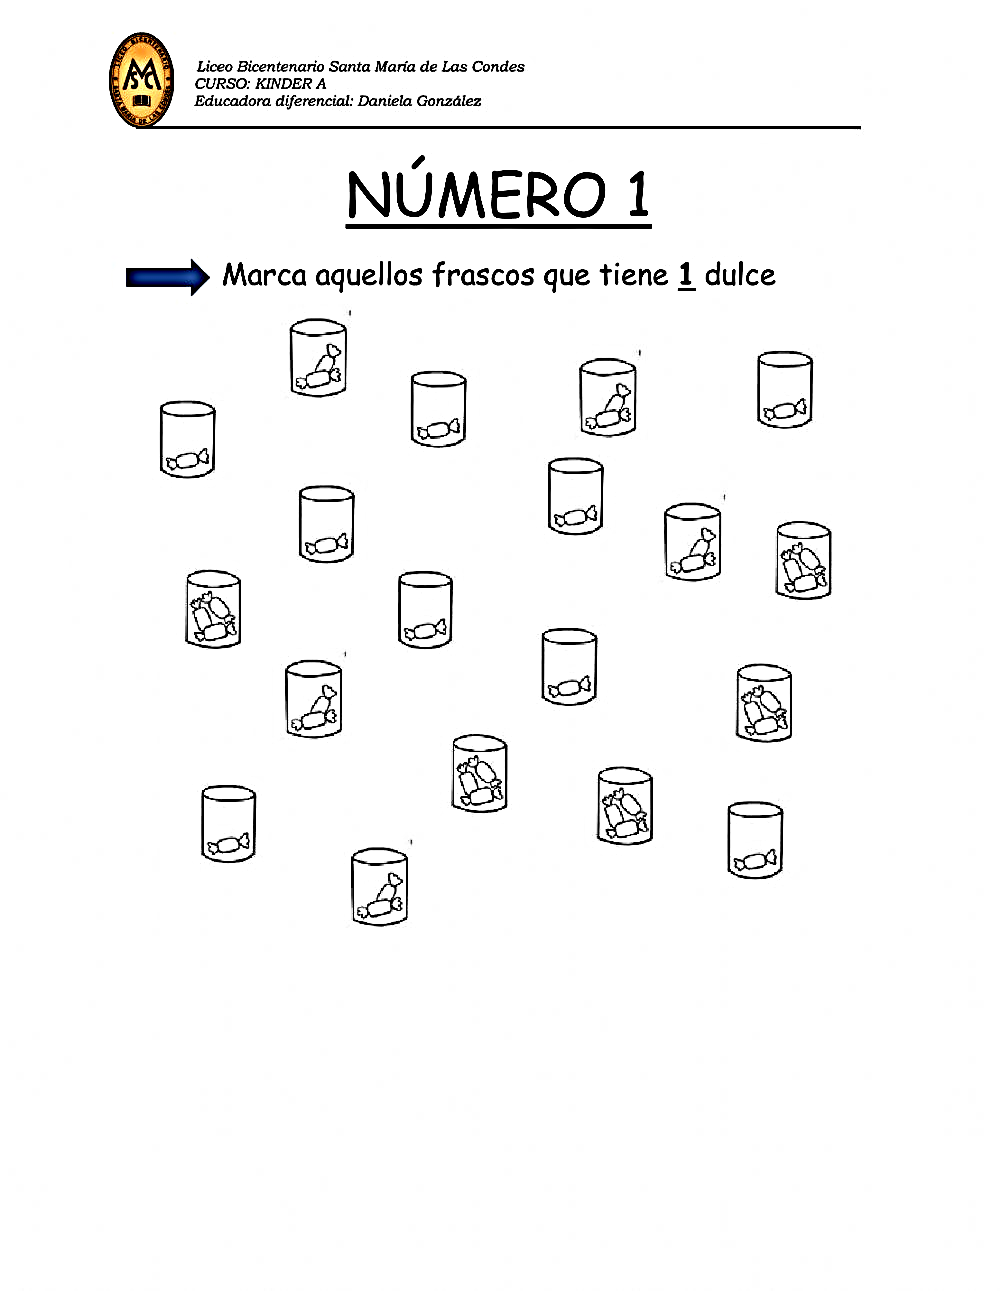 Liceo Bicentenario Santa María de Las Condes
CURSO: KINDER A
Educadora diferencial: Daniela González
NÚMERO 1
Marca aquellos frascos que tiene 1 dulce